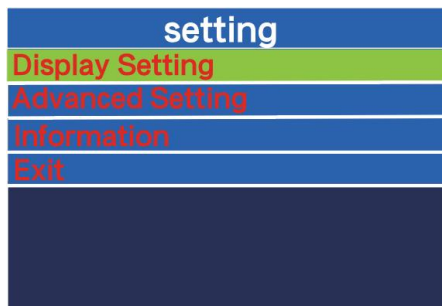 setting
Display Setting
Advanced Setting
Information
Exit